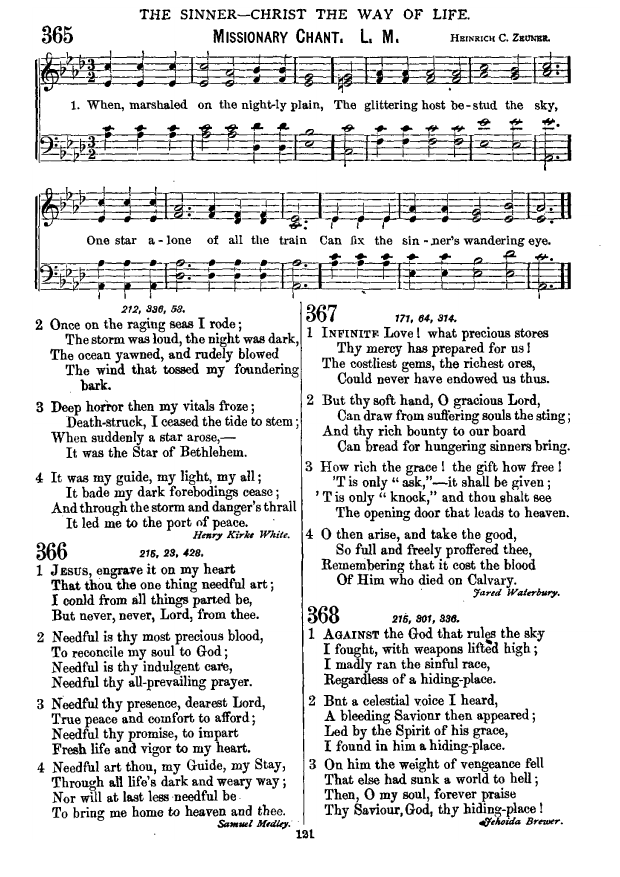 THE SINNER—CHRIST THE WAY OF LIFE.
365 MISSIONARY CHANT. L. M. HEINRICH C. ZEUNER.
1. When, marshaled on the night-ly plain, The glittering host be-stud the sky,
One star a-lone of all the train Can fix the sin-ner's wandering eye.
212, 336, 58.
2 Once on the raging seas I rode;
The storm was loud, the night was dark,
The ocean yawned, and rudely blowed
The wind that tossed my foundering
bark.
3 Deep horror then my vitals froze;
Death-struck, I ceased the tide to stem;
When suddenly a star arose,—
It was the Star of Bethlehem.
4 It was my guide, my light, my all;
It bade my dark forebodings cease;
And through the storm and danger's thrall
It led me to the port of peace.
Henry Kirke White.
366 215, 23, 428.
1 JESUS, engrave it on my heart
That thou the one thing needful art;
I could from all things parted be,
But never, never, Lord, from thee.
2 Needful is thy most precious blood,
To reconcile my soul to God;
Needful is thy indulgent care,
Needful thy all-prevailing prayer.
3 Needful thy presence, dearest Lord,
True peace and comfort to afford;
Needful thy promise, to impart
Fresh life and vigor to my heart.
4 Needful art thou, my Guide, my Stay,
Through all life's dark and weary way;
Nor will at last less needful be
To bring me home to heaven and thee.
Samuel Medley.
367 171, 64, 314.
1 INFINITE Love! what precious stores
Thy mercy has prepared for us!
The costliest gems, the richest ores,
Could never have endowed us thus.
2 But thy soft hand, O gracious Lord,
Can draw from suffering souls the sting;
And thy rich bounty to our board
Can bread for hungering sinners bring.
3 How rich the grace! the gift how free!
'T is only "ask,"—it shall be given;
'T is only "knock," and thou shalt see
The opening door that leads to heaven.
4 O then arise, and take the good,
So full and freely proffered thee,
Remembering that it cost the blood
Of Him who died on Calvary.
Jared Waterbury.
368 215, 301, 336.
1 AGAINST the God that rules the sky
I fought, with weapons lifted high;
I madly ran the sinful race,
Regardless of a hiding-place.
2 But a celestial voice I heard,
A bleeding Saviour then appeared;
Led by the Spirit of his grace,
I found in him a hiding-place.
3 On him the weight of vengeance fell
That else had sunk a world to hell;
Then, O my soul, forever praise
Thy Saviour, God, thy hiding-place!
Jehoida Brewer.
121